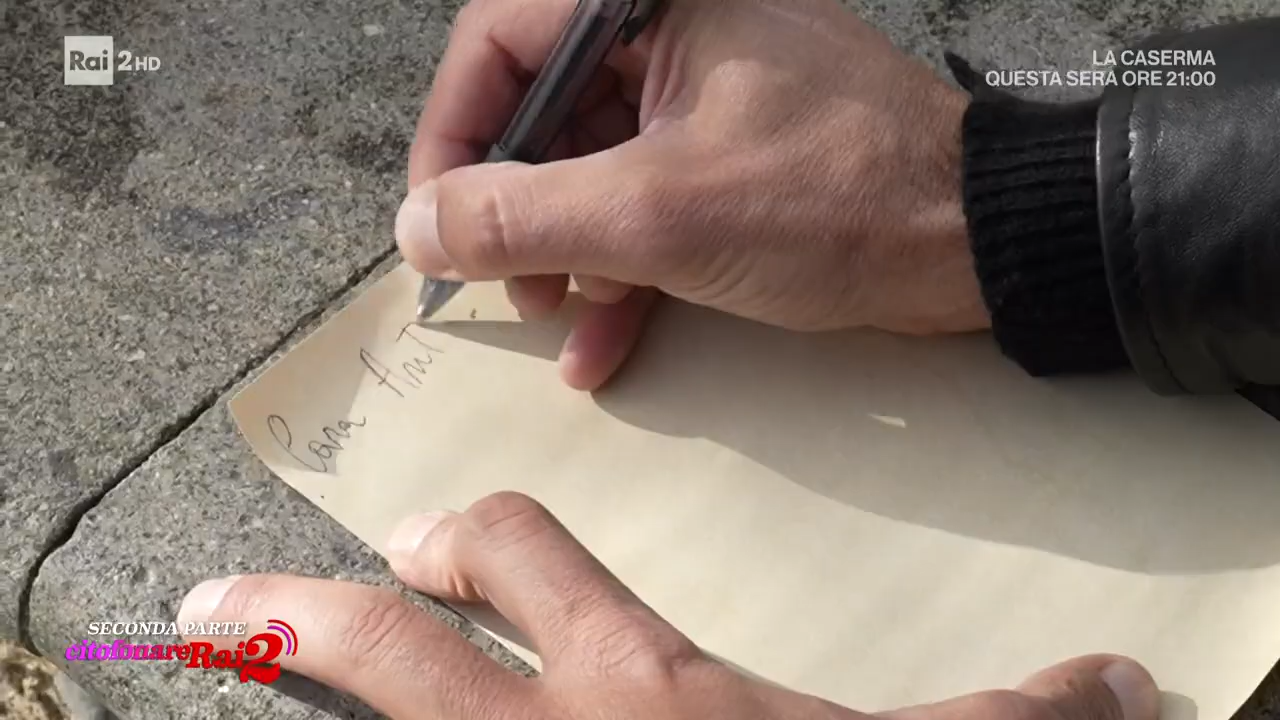 Rai 2HD
LA CASERMA
QUESTA SERA ORE 21:00
Cara Ant
SECONDA PARTE
citofonare Rai2